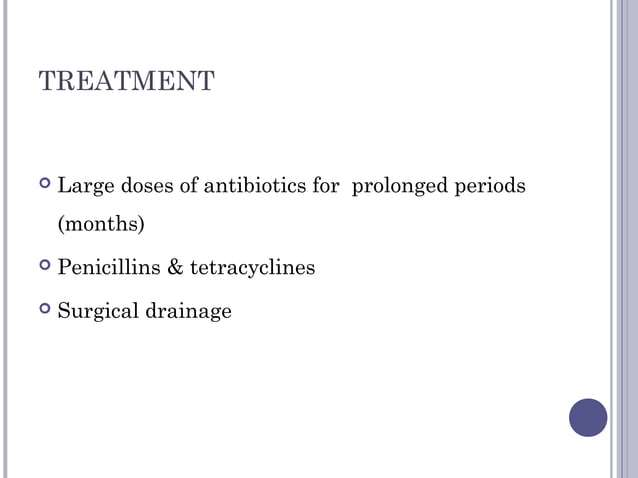 TREATMENT
Large doses of antibiotics for prolonged periods
(months)
Penicillins & tetracyclines
Surgical drainage